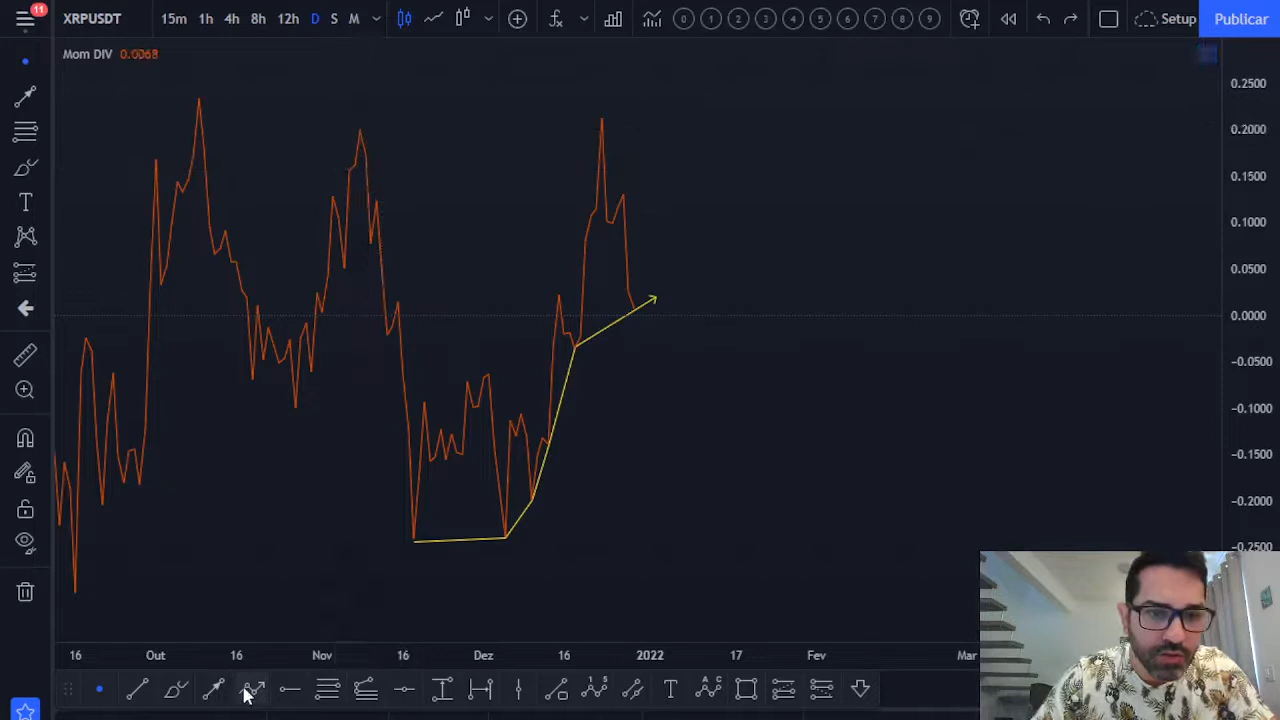 11
XRPUSDT
15m 1h 4h 8h 12h D S M
0 1 2 3 4 5 6 7 8 9
Setup
Publicar
Mom DIV 0.0068
0.2500
0.2000
0.1500
0.1000
0.0500
0.0000
−0.0500
−0.1000
−0.1500
−0.2000
−0.2500
16 Out 16 Nov 16 Dez 16 2022 17 Fev Mar